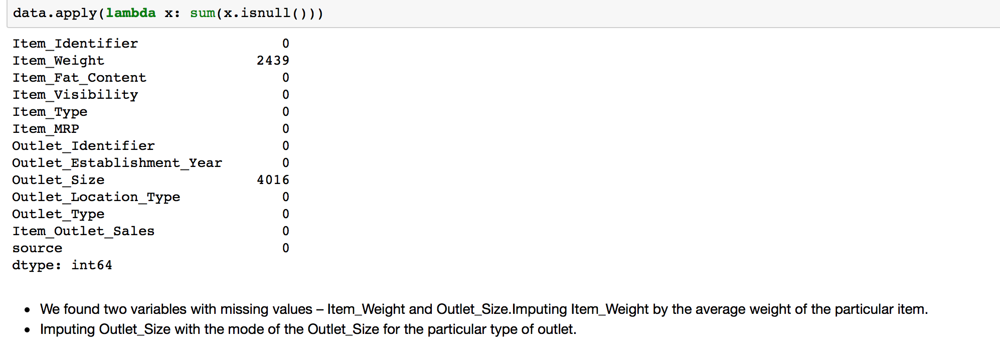 data.apply(lambda x: sum(x.isnull()))
Item_Identifier 0
Item_Weight 2439
Item_Fat_Content 0
Item_Visibility 0
Item_Type 0
Item_MRP 0
Outlet_Identifier 0
Outlet_Establishment_Year 0
Outlet_Size 4016
Outlet_Location_Type 0
Outlet_Type 0
Item_Outlet_Sales 0
source 0
dtype: int64
• We found two variables with missing values – Item_Weight and Outlet_Size.Imputing Item_Weight by the average weight of the particular item.
• Imputing Outlet_Size with the mode of the Outlet_Size for the particular type of outlet.